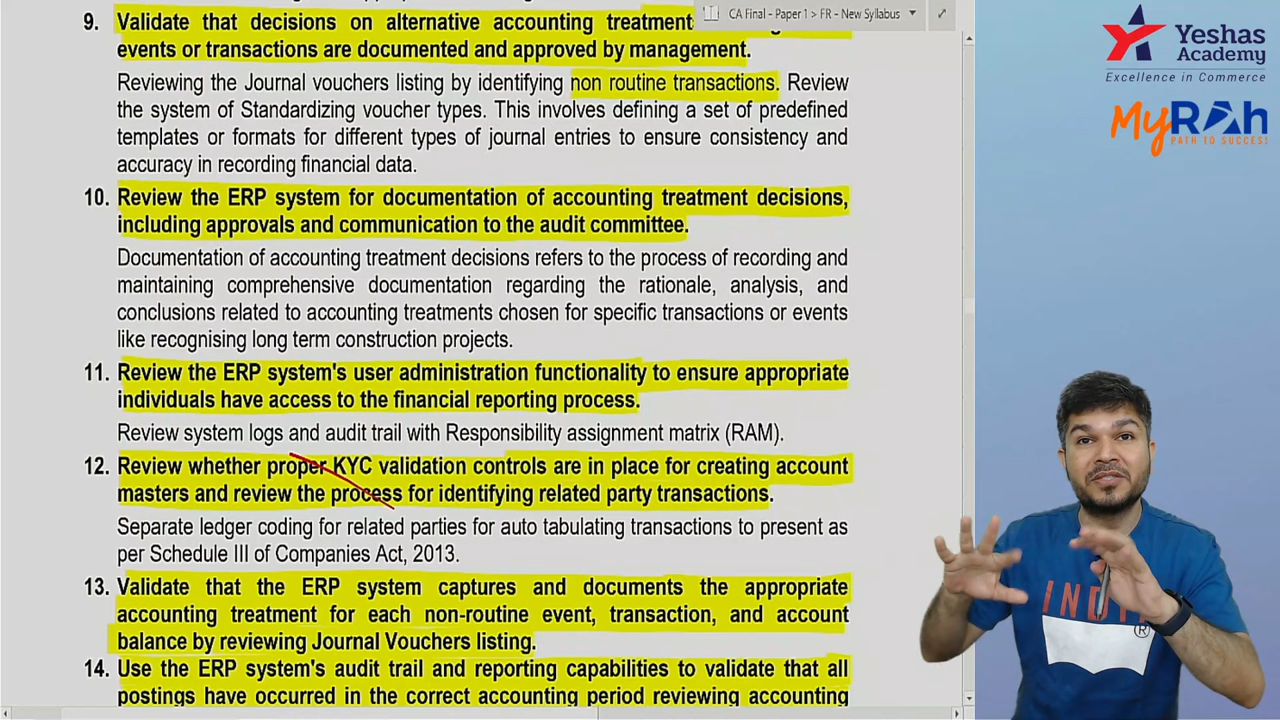 CA Final - Paper 1 > FR - New Syllabus
9. Validate that decisions on alternative accounting treatment
events or transactions are documented and approved by management.
Reviewing the Journal vouchers listing by identifying non routine transactions. Review
the system of Standardizing voucher types. This involves defining a set of predefined
templates or formats for different types of journal entries to ensure consistency and
accuracy in recording financial data.
10. Review the ERP system for documentation of accounting treatment decisions,
including approvals and communication to the audit committee.
Documentation of accounting treatment decisions refers to the process of recording and
maintaining comprehensive documentation regarding the rationale, analysis, and
conclusions related to accounting treatments chosen for specific transactions or events
like recognising long term construction projects.
11. Review the ERP system's user administration functionality to ensure appropriate
individuals have access to the financial reporting process.
Review system logs and audit trail with Responsibility assignment matrix (RAM).
12. Review whether proper KYC validation controls are in place for creating account
masters and review the process for identifying related party transactions.
Separate ledger coding for related parties for auto tabulating transactions to present as
per Schedule III of Companies Act, 2013.
13. Validate that the ERP system captures and documents the appropriate
accounting treatment for each non-routine event, transaction, and account
balance by reviewing Journal Vouchers listing.
14. Use the ERP system's audit trail and reporting capabilities to validate that all
postings have occurred in the correct accounting period reviewing accounting
Yeshas
Academy
Excellence in Commerce
MyRAh
PATH TO SUCCESS
INDI
®